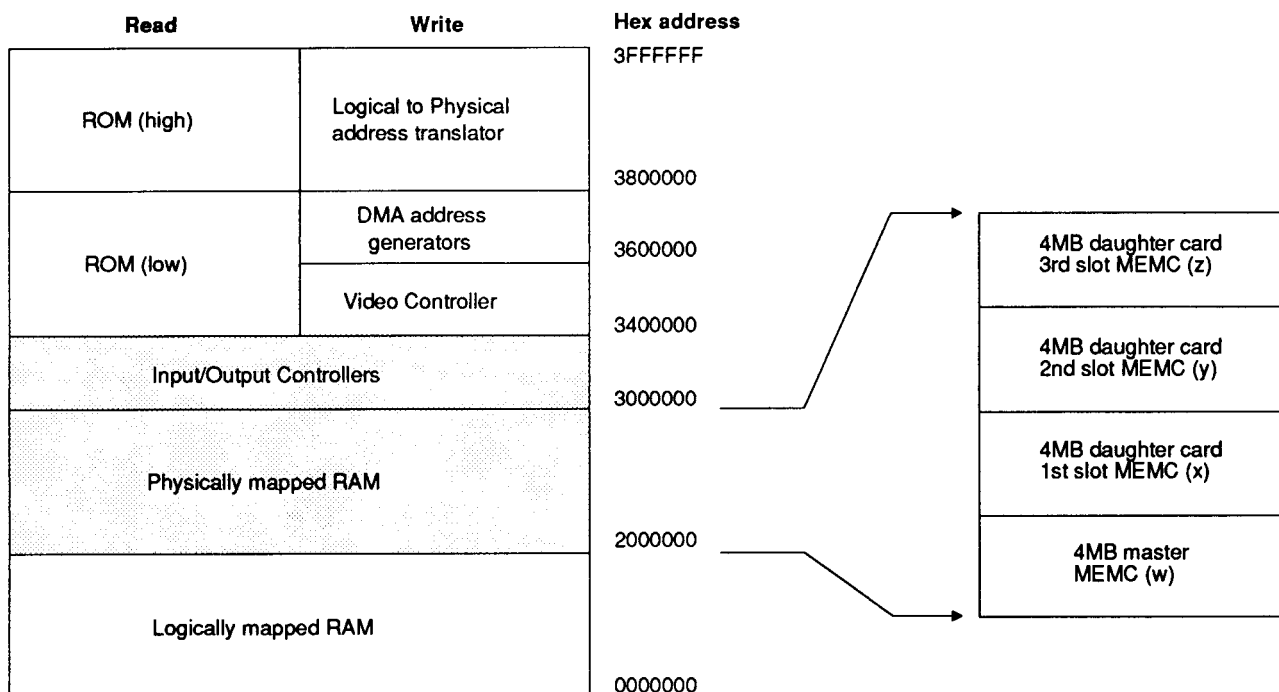 Read
Write
Hex address
3FFFFFF
ROM (high)
Logical to Physical
address translator
3800000
DMA address
generators
3600000
ROM (low)
Video Controller
3400000
Input/Output Controllers
3000000
Physically mapped RAM
2000000
Logically mapped RAM
0000000
4MB daughter card
3rd slot MEMC (z)
4MB daughter card
2nd slot MEMC (y)
4MB daughter card
1st slot MEMC (x)
4MB master
MEMC (w)